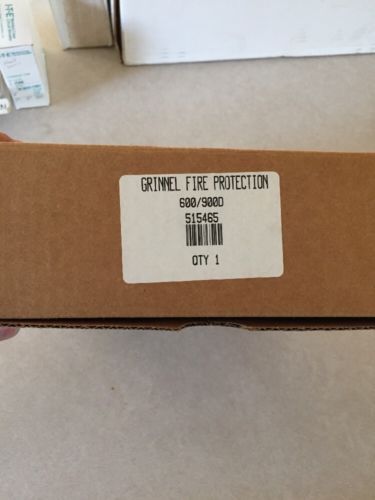 I-T-E
GRINNEL FIRE PROTECTION
600/900D
515465
QTY 1